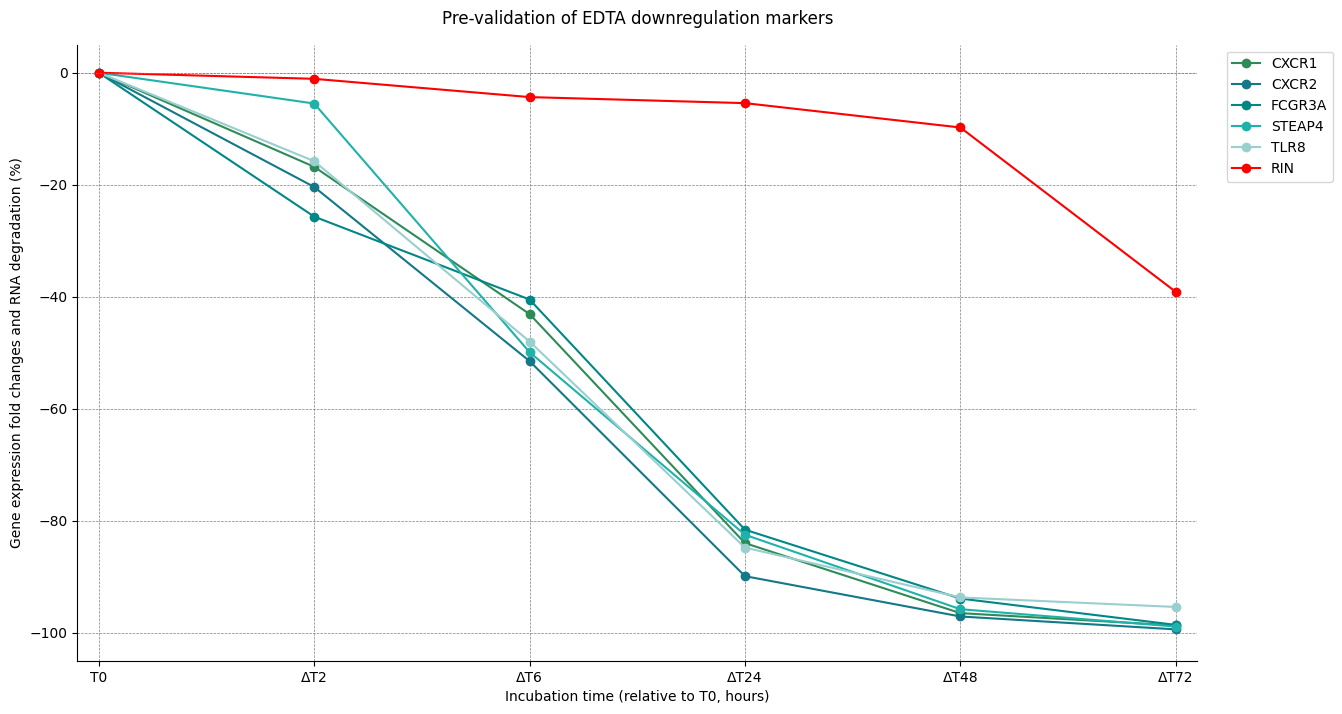 Pre-validation of EDTA downregulation markers
Gene expression fold changes and RNA degradation (%)
0
−20
−40
−60
−80
−100
T0
ΔT2
ΔT6
ΔT24
ΔT48
ΔT72
Incubation time (relative to T0, hours)
CXCR1
CXCR2
FCGR3A
STEAP4
TLR8
RIN